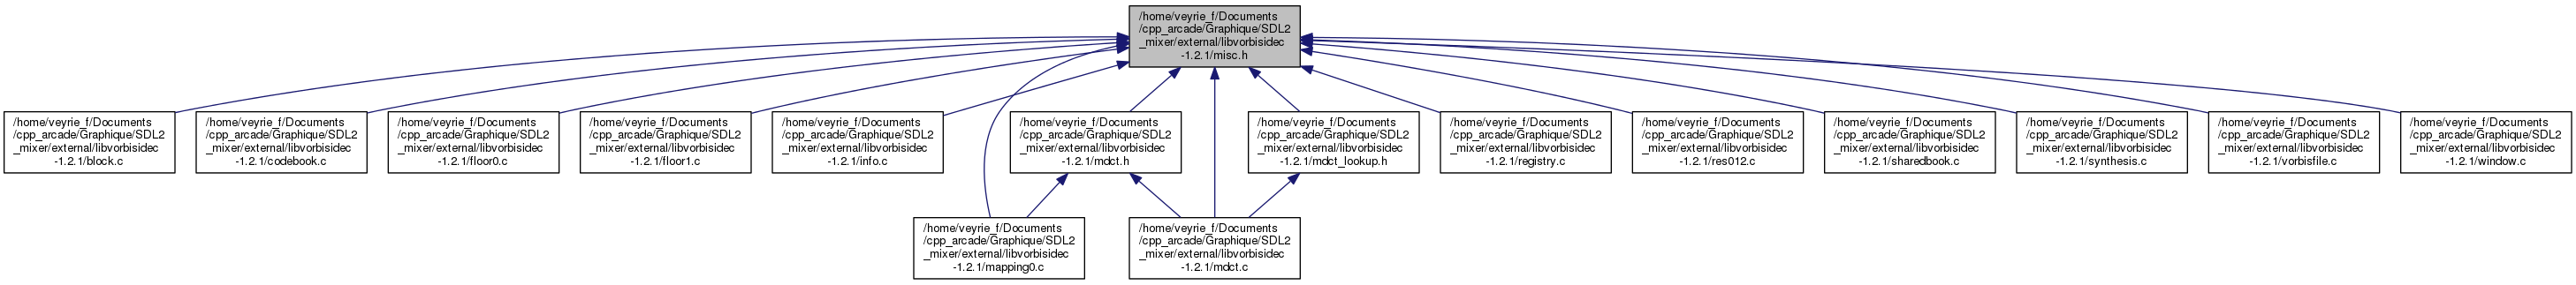 /home/veyrie_f/Documents
/cpp_arcade/Graphique/SDL2
_mixer/external/libvorbisidec
-1.2.1/misc.h
/home/veyrie_f/Documents
/cpp_arcade/Graphique/SDL2
_mixer/external/libvorbisidec
-1.2.1/block.c
/home/veyrie_f/Documents
/cpp_arcade/Graphique/SDL2
_mixer/external/libvorbisidec
-1.2.1/codebook.c
/home/veyrie_f/Documents
/cpp_arcade/Graphique/SDL2
_mixer/external/libvorbisidec
-1.2.1/floor0.c
/home/veyrie_f/Documents
/cpp_arcade/Graphique/SDL2
_mixer/external/libvorbisidec
-1.2.1/floor1.c
/home/veyrie_f/Documents
/cpp_arcade/Graphique/SDL2
_mixer/external/libvorbisidec
-1.2.1/info.c
/home/veyrie_f/Documents
/cpp_arcade/Graphique/SDL2
_mixer/external/libvorbisidec
-1.2.1/mdct.h
/home/veyrie_f/Documents
/cpp_arcade/Graphique/SDL2
_mixer/external/libvorbisidec
-1.2.1/mdct_lookup.h
/home/veyrie_f/Documents
/cpp_arcade/Graphique/SDL2
_mixer/external/libvorbisidec
-1.2.1/registry.c
/home/veyrie_f/Documents
/cpp_arcade/Graphique/SDL2
_mixer/external/libvorbisidec
-1.2.1/res012.c
/home/veyrie_f/Documents
/cpp_arcade/Graphique/SDL2
_mixer/external/libvorbisidec
-1.2.1/sharedbook.c
/home/veyrie_f/Documents
/cpp_arcade/Graphique/SDL2
_mixer/external/libvorbisidec
-1.2.1/synthesis.c
/home/veyrie_f/Documents
/cpp_arcade/Graphique/SDL2
_mixer/external/libvorbisidec
-1.2.1/vorbisfile.c
/home/veyrie_f/Documents
/cpp_arcade/Graphique/SDL2
_mixer/external/libvorbisidec
-1.2.1/window.c
/home/veyrie_f/Documents
/cpp_arcade/Graphique/SDL2
_mixer/external/libvorbisidec
-1.2.1/mapping0.c
/home/veyrie_f/Documents
/cpp_arcade/Graphique/SDL2
_mixer/external/libvorbisidec
-1.2.1/mdct.c